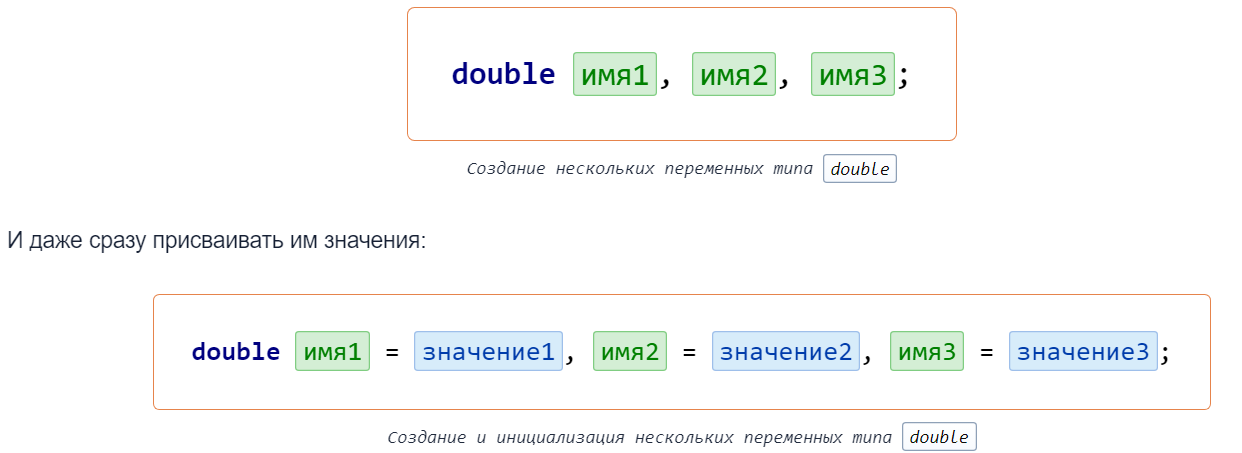 double имя1, имя2, имя3;
Создание нескольких переменных типа double
И даже сразу присваивать им значения:
double имя1 = значение1, имя2 = значение2, имя3 = значение3;
Создание и инициализация нескольких переменных типа double